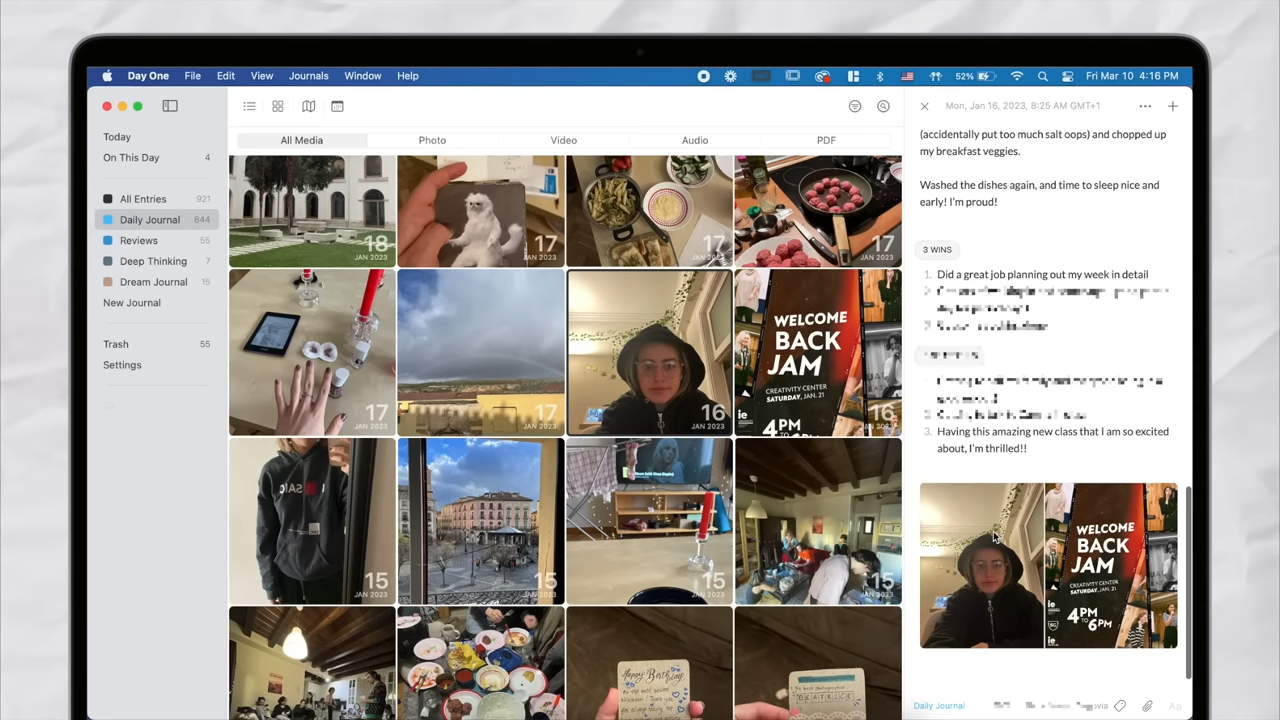 Day One File Edit View Journals Window Help 52% Fri Mar 10 4:16 PM
Today
On This Day 4
All Entries 921
Daily Journal 844
Reviews 55
Deep Thinking 7
Dream Journal 15
New Journal
Trash 55
Settings
All Media Photo Video Audio PDF
18
JAN 2023
17
JAN 2023
17
JAN 2023
17
JAN 2023
17
JAN 2023
17
JAN 2023
16
JAN 2023
WELCOME
BACK
JAM
CREATIVITY CENTER
SATURDAY, JAN. 21
4PM
ie
16
JAN 2023
15
JAN 2023
15
JAN 2023
15
JAN 2023
15
JAN 2023
Happy Birthday
BEATRICE
Mon, Jan 16, 2023, 8:25 AM GMT+1
(accidentally put too much salt oops) and chopped up
my breakfast veggies.
Washed the dishes again, and time to sleep nice and
early! I'm proud!
3 WINS
1. Did a great job planning out my week in detail
3. Having this amazing new class that I am so excited
about, I'm thrilled!!
WELCOME
BACK
JAM
CREATIVITY CENTER
SATURDAY, JAN. 21
4PM
TO
6PM
ie
ie
Daily Journal
Aa